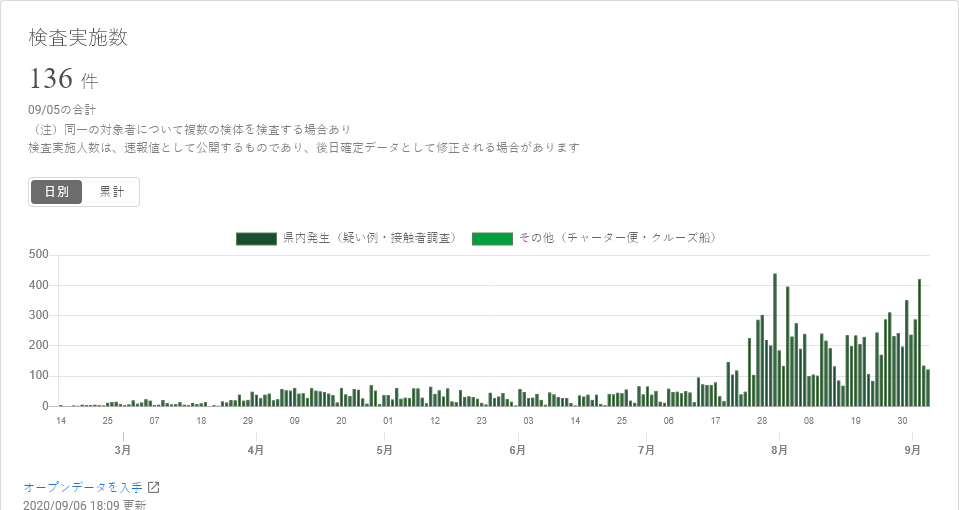 検査実施数
136 件
09/05の合計
（注）同一の対象者について複数の検体を検査する場合あり
検査実施人数は、速報値として公開するものであり、後日確定データとして修正される場合があります
日別 累計
県内発生（疑い例・接触者調査） その他（チャーター便・クルーズ船）
500
400
300
200
100
0
14 25 07 18 29 09 20 01 12 23 03 14 25 06 17 28 08 19 30
3月 4月 5月 6月 7月 8月 9月
オープンデータを入手
2020/09/06 18:09 更新